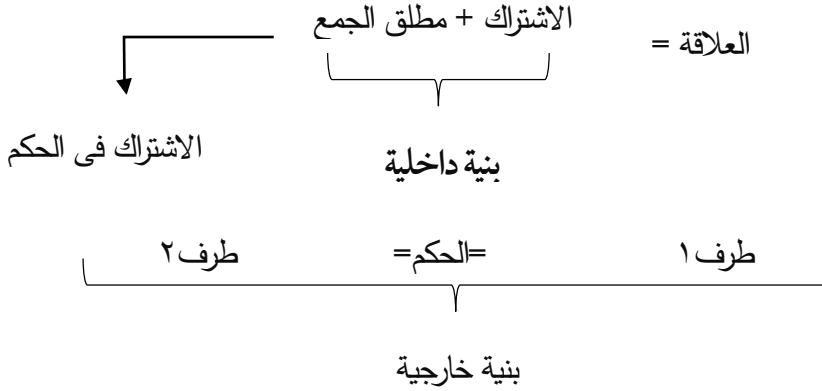 العلاقة = الاشتراك + مطلق الجمع
الاشتراك فى الحكم
بنية داخلية
طرف١ =الحكم= طرف٢
بنية خارجية